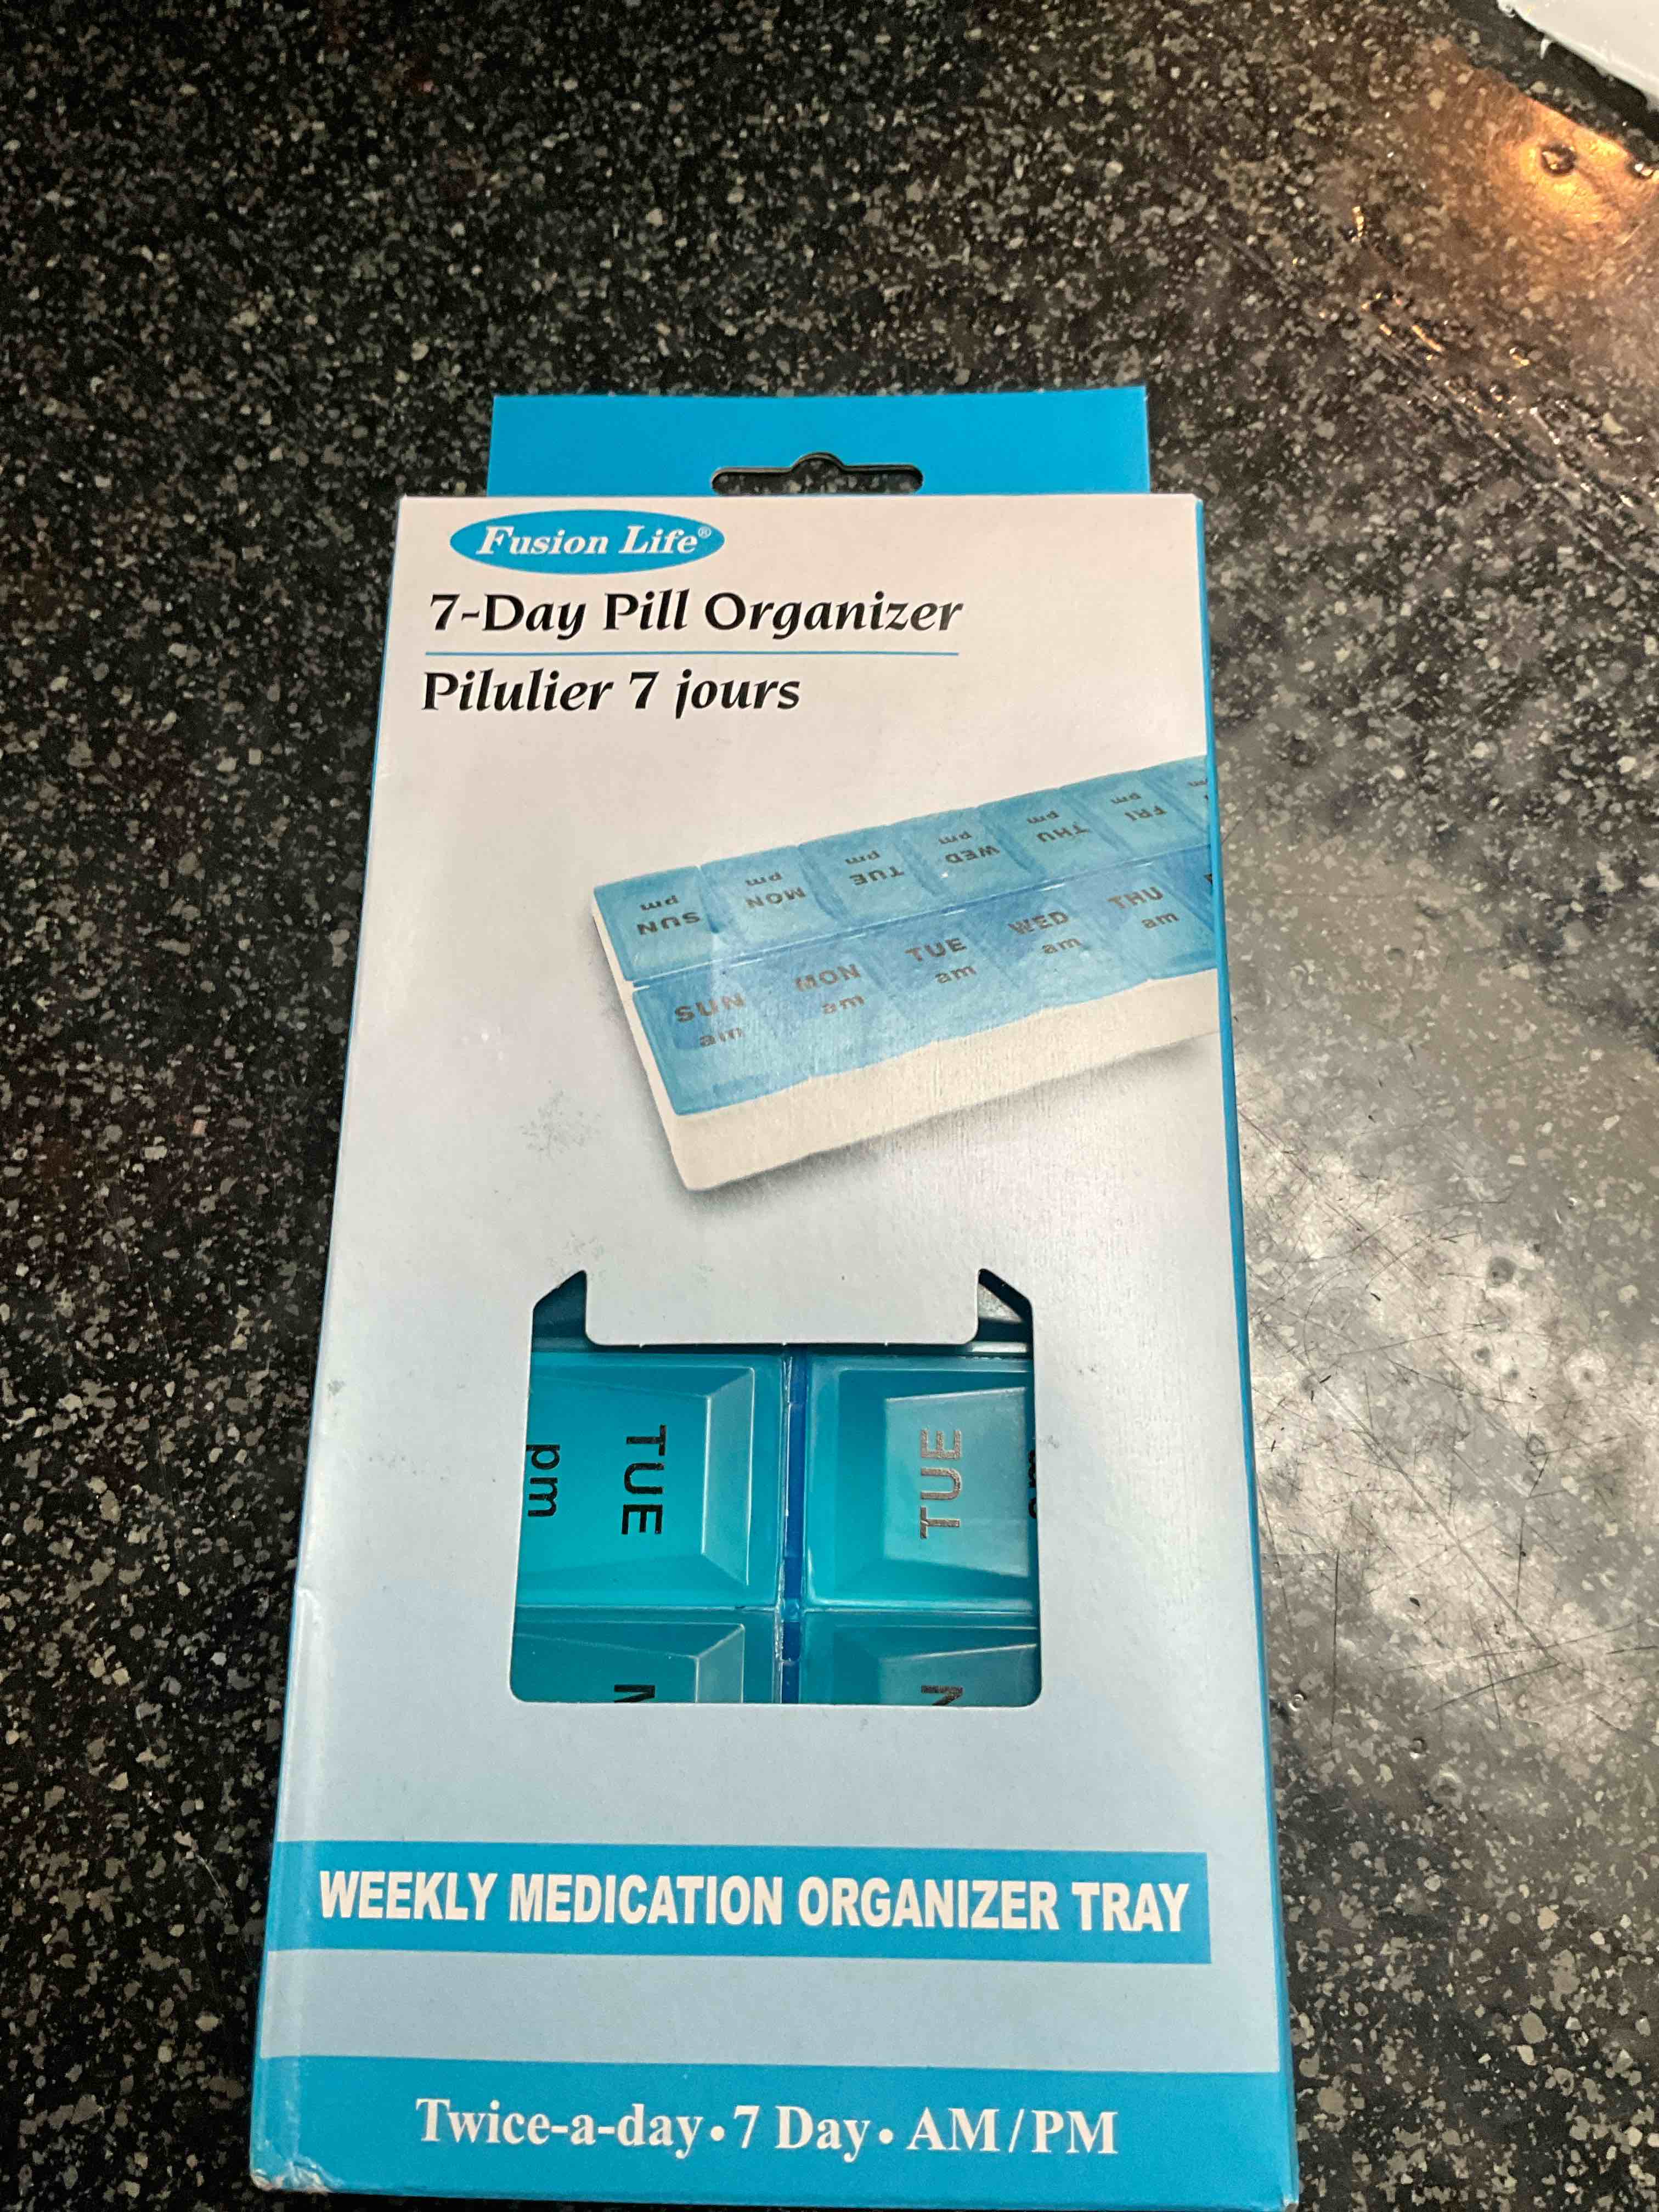 Fusion Life®
7-Day Pill Organizer
Pilulier 7 jours
SUN pm
MON pm
TUE pm
WED pm
THU pm
FRI pm
SUN am
MON am
TUE am
WED am
THU am
TUE pm
TUE
WEEKLY MEDICATION ORGANIZER TRAY
Twice-a-day • 7 Day • AM/PM